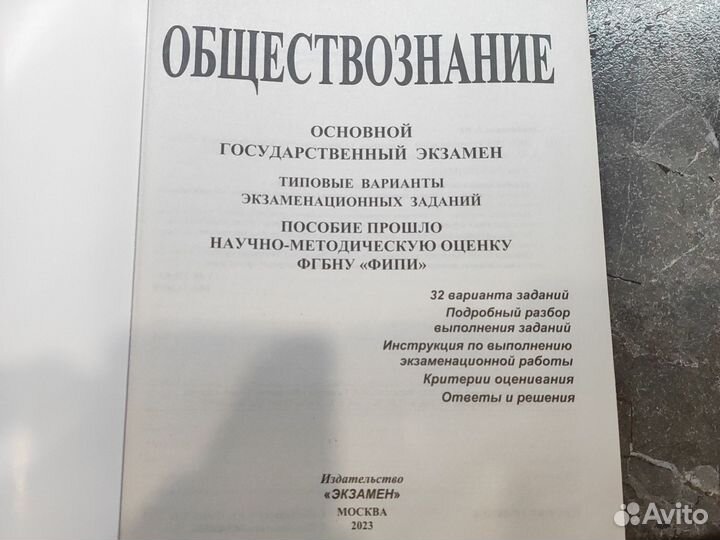 ОБЩЕСТВОЗНАНИЕ
ОСНОВНОЙ
ГОСУДАРСТВЕННЫЙ ЭКЗАМЕН
ТИПОВЫЕ ВАРИАНТЫ
ЭКЗАМЕНАЦИОННЫХ ЗАДАНИЙ
ПОСОБИЕ ПРОШЛО
НАУЧНО-МЕТОДИЧЕСКУЮ ОЦЕНКУ
ФГБНУ «ФИПИ»
32 варианта заданий
Подробный разбор
выполнения заданий
Инструкция по выполнению
экзаменационной работы
Критерии оценивания
Ответы и решения
Издательство
«ЭКЗАМЕН»
МОСКВА
2023
Avito